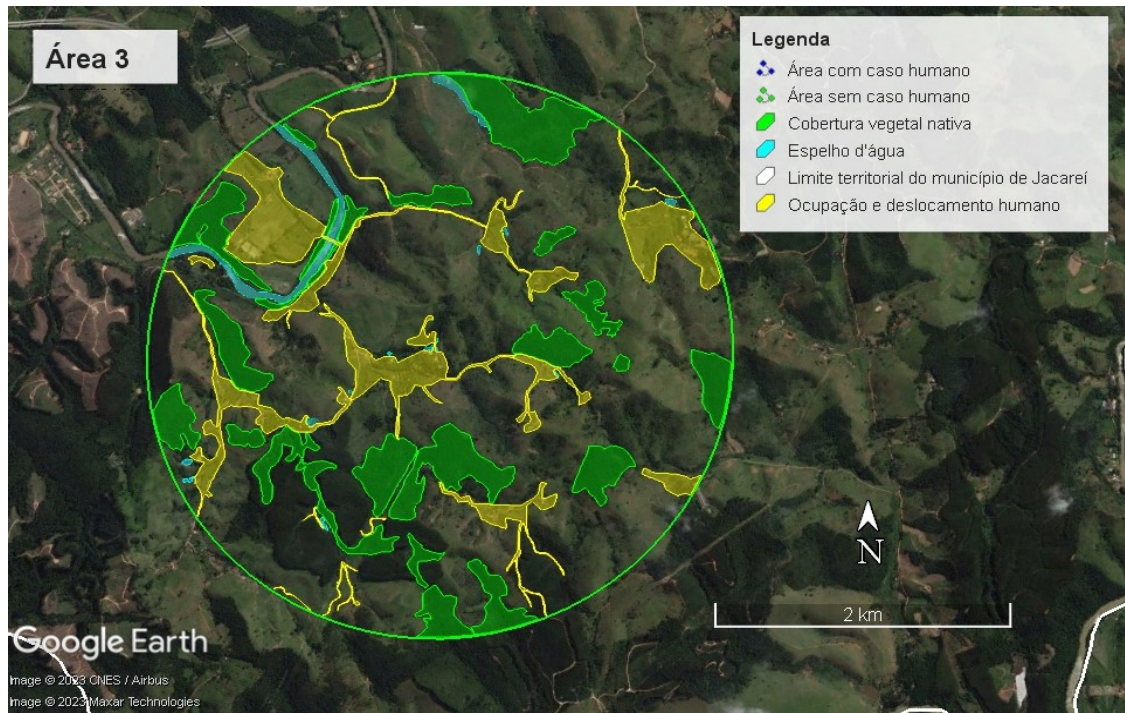 Área 3
Legenda
Área com caso humano
Área sem caso humano
Cobertura vegetal nativa
Espelho d'água
Limite territorial do município de Jacareí
Ocupação e deslocamento humano
N
2 km
Google Earth
Image © 2023 CNES / Airbus
Image © 2023 Maxar Technologies